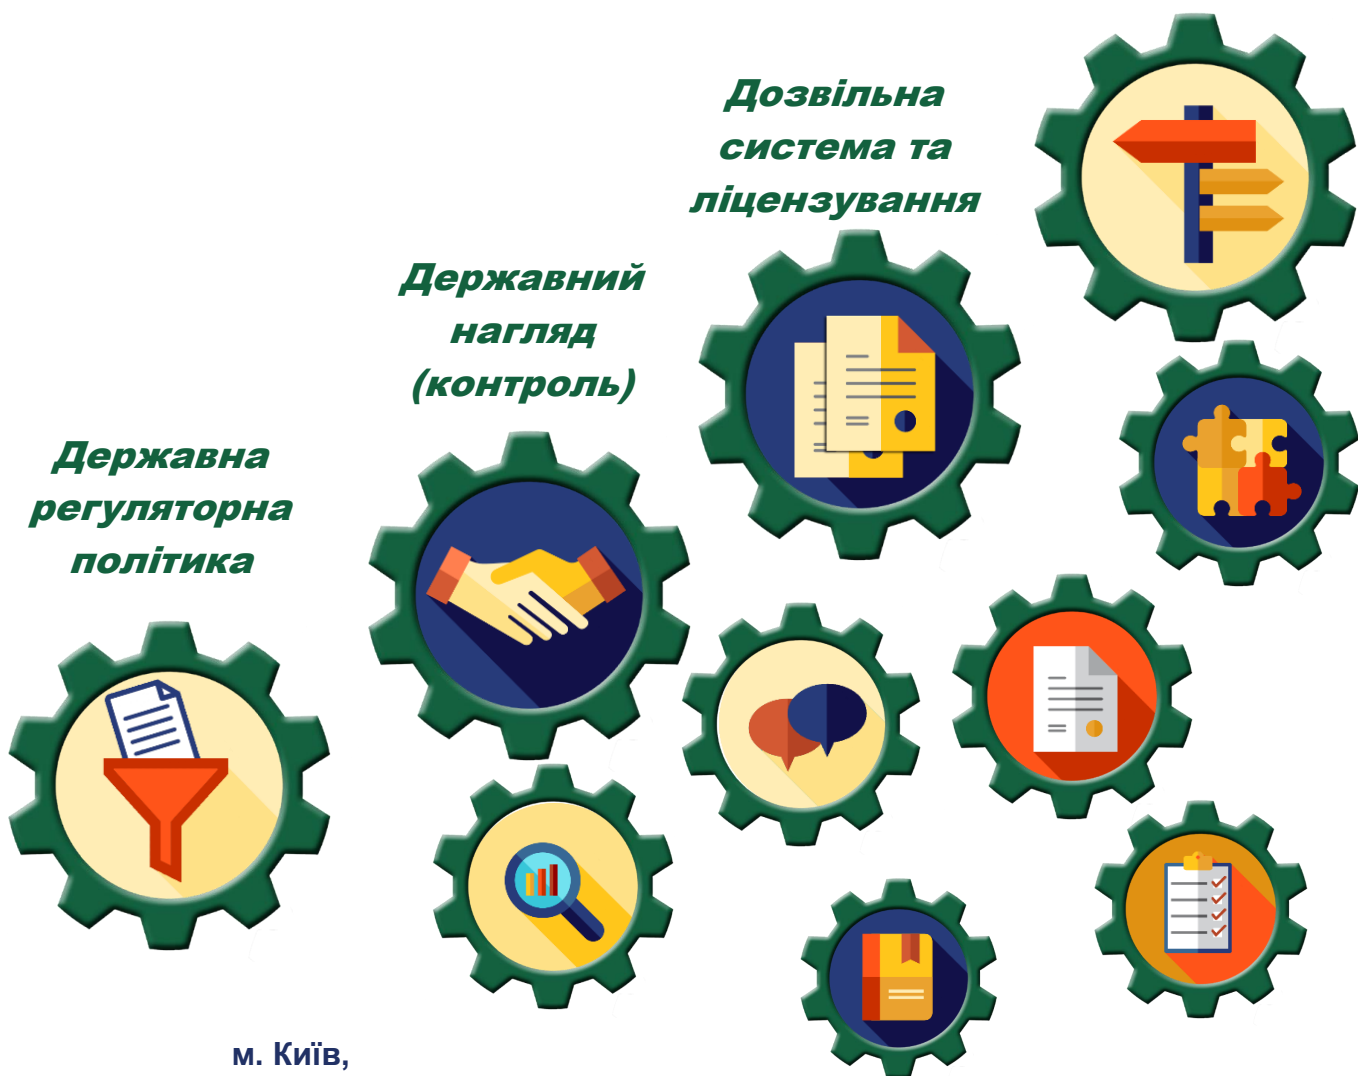 Дозвільна
система та
ліцензування
Державний
нагляд
(контроль)
Державна
регуляторна
політика
м. Київ,